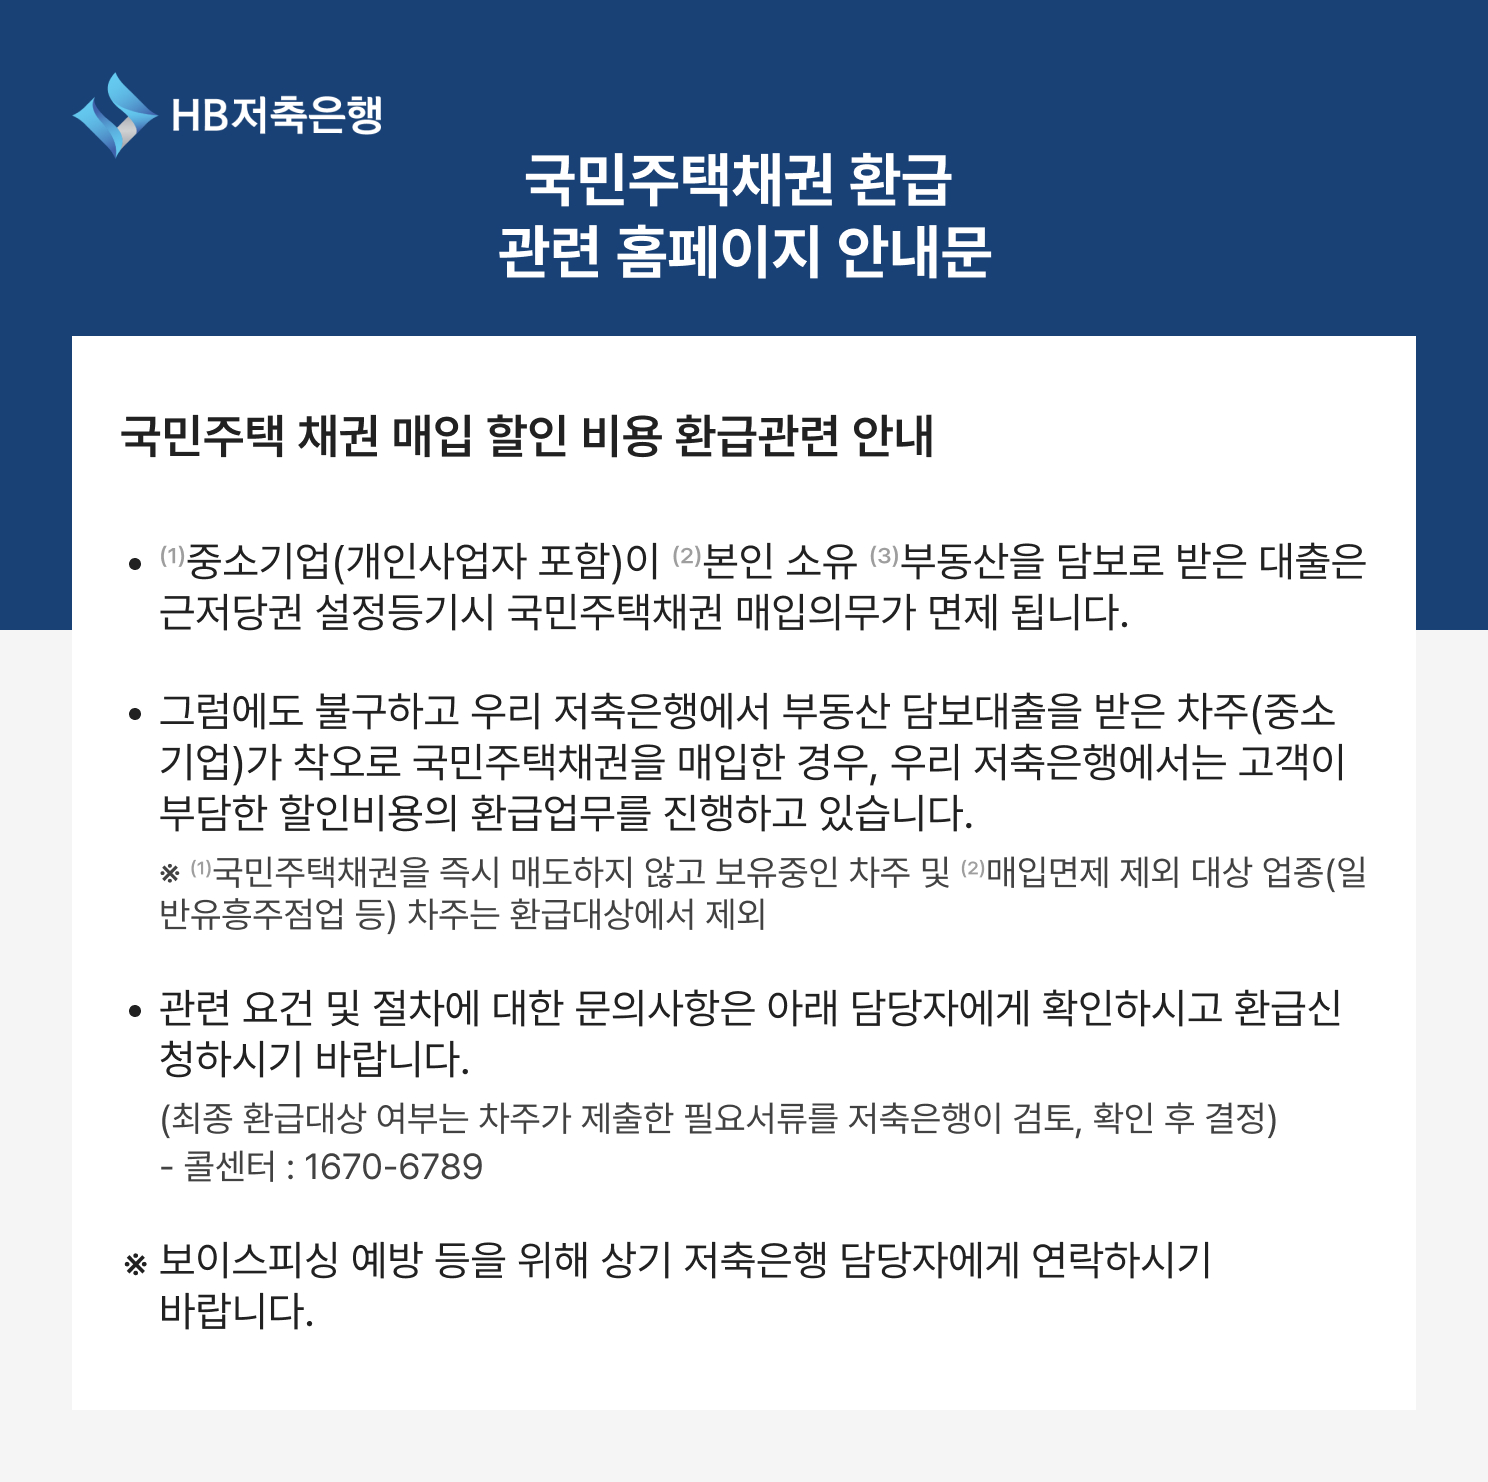 HB저축은행
국민주택채권 환급
관련 홈페이지 안내문
국민주택 채권 매입 할인 비용 환급관련 안내
• ⁽¹⁾중소기업(개인사업자 포함)이 ⁽²⁾본인 소유 ⁽³⁾부동산을 담보로 받은 대출은
근저당권 설정등기시 국민주택채권 매입의무가 면제 됩니다.
• 그럼에도 불구하고 우리 저축은행에서 부동산 담보대출을 받은 차주(중소
기업)가 착오로 국민주택채권을 매입한 경우, 우리 저축은행에서는 고객이
부담한 할인비용의 환급업무를 진행하고 있습니다.
※ ⁽¹⁾국민주택채권을 즉시 매도하지 않고 보유중인 차주 및 ⁽²⁾매입면제 제외 대상 업종(일
반유흥주점업 등) 차주는 환급대상에서 제외
• 관련 요건 및 절차에 대한 문의사항은 아래 담당자에게 확인하시고 환급신
청하시기 바랍니다.
(최종 환급대상 여부는 차주가 제출한 필요서류를 저축은행이 검토, 확인 후 결정)
- 콜센터 : 1670-6789
※ 보이스피싱 예방 등을 위해 상기 저축은행 담당자에게 연락하시기
바랍니다.